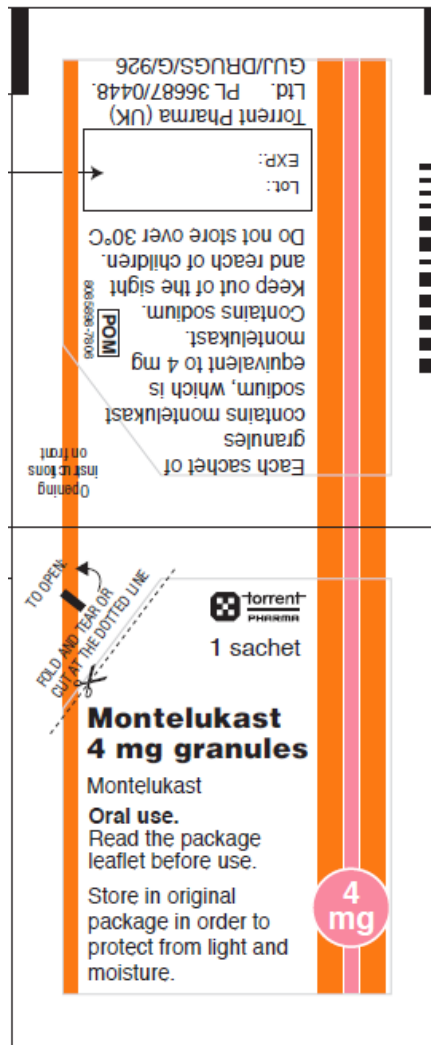 Each sachet of
granules
contains montelukast
sodium, which is
equivalent to 4 mg
montelukast.
Contains sodium.
Keep out of the sight
and reach of children.
Do not store over 30°C
POM
8085898-7806
Lot.:
EXP.:
Torrent Pharma (UK)
Ltd. PL 36687/0448.
GUJ/DRUGS/G/926
Opening
instructions
on front
TO OPEN:
FOLD AND TEAR OR
CUT AT THE DOTTED LINE
torrent
PHARMA
1 sachet
Montelukast
4 mg granules
Montelukast
Oral use.
Read the package
leaflet before use.
Store in original
package in order to
protect from light and
moisture.
4
mg